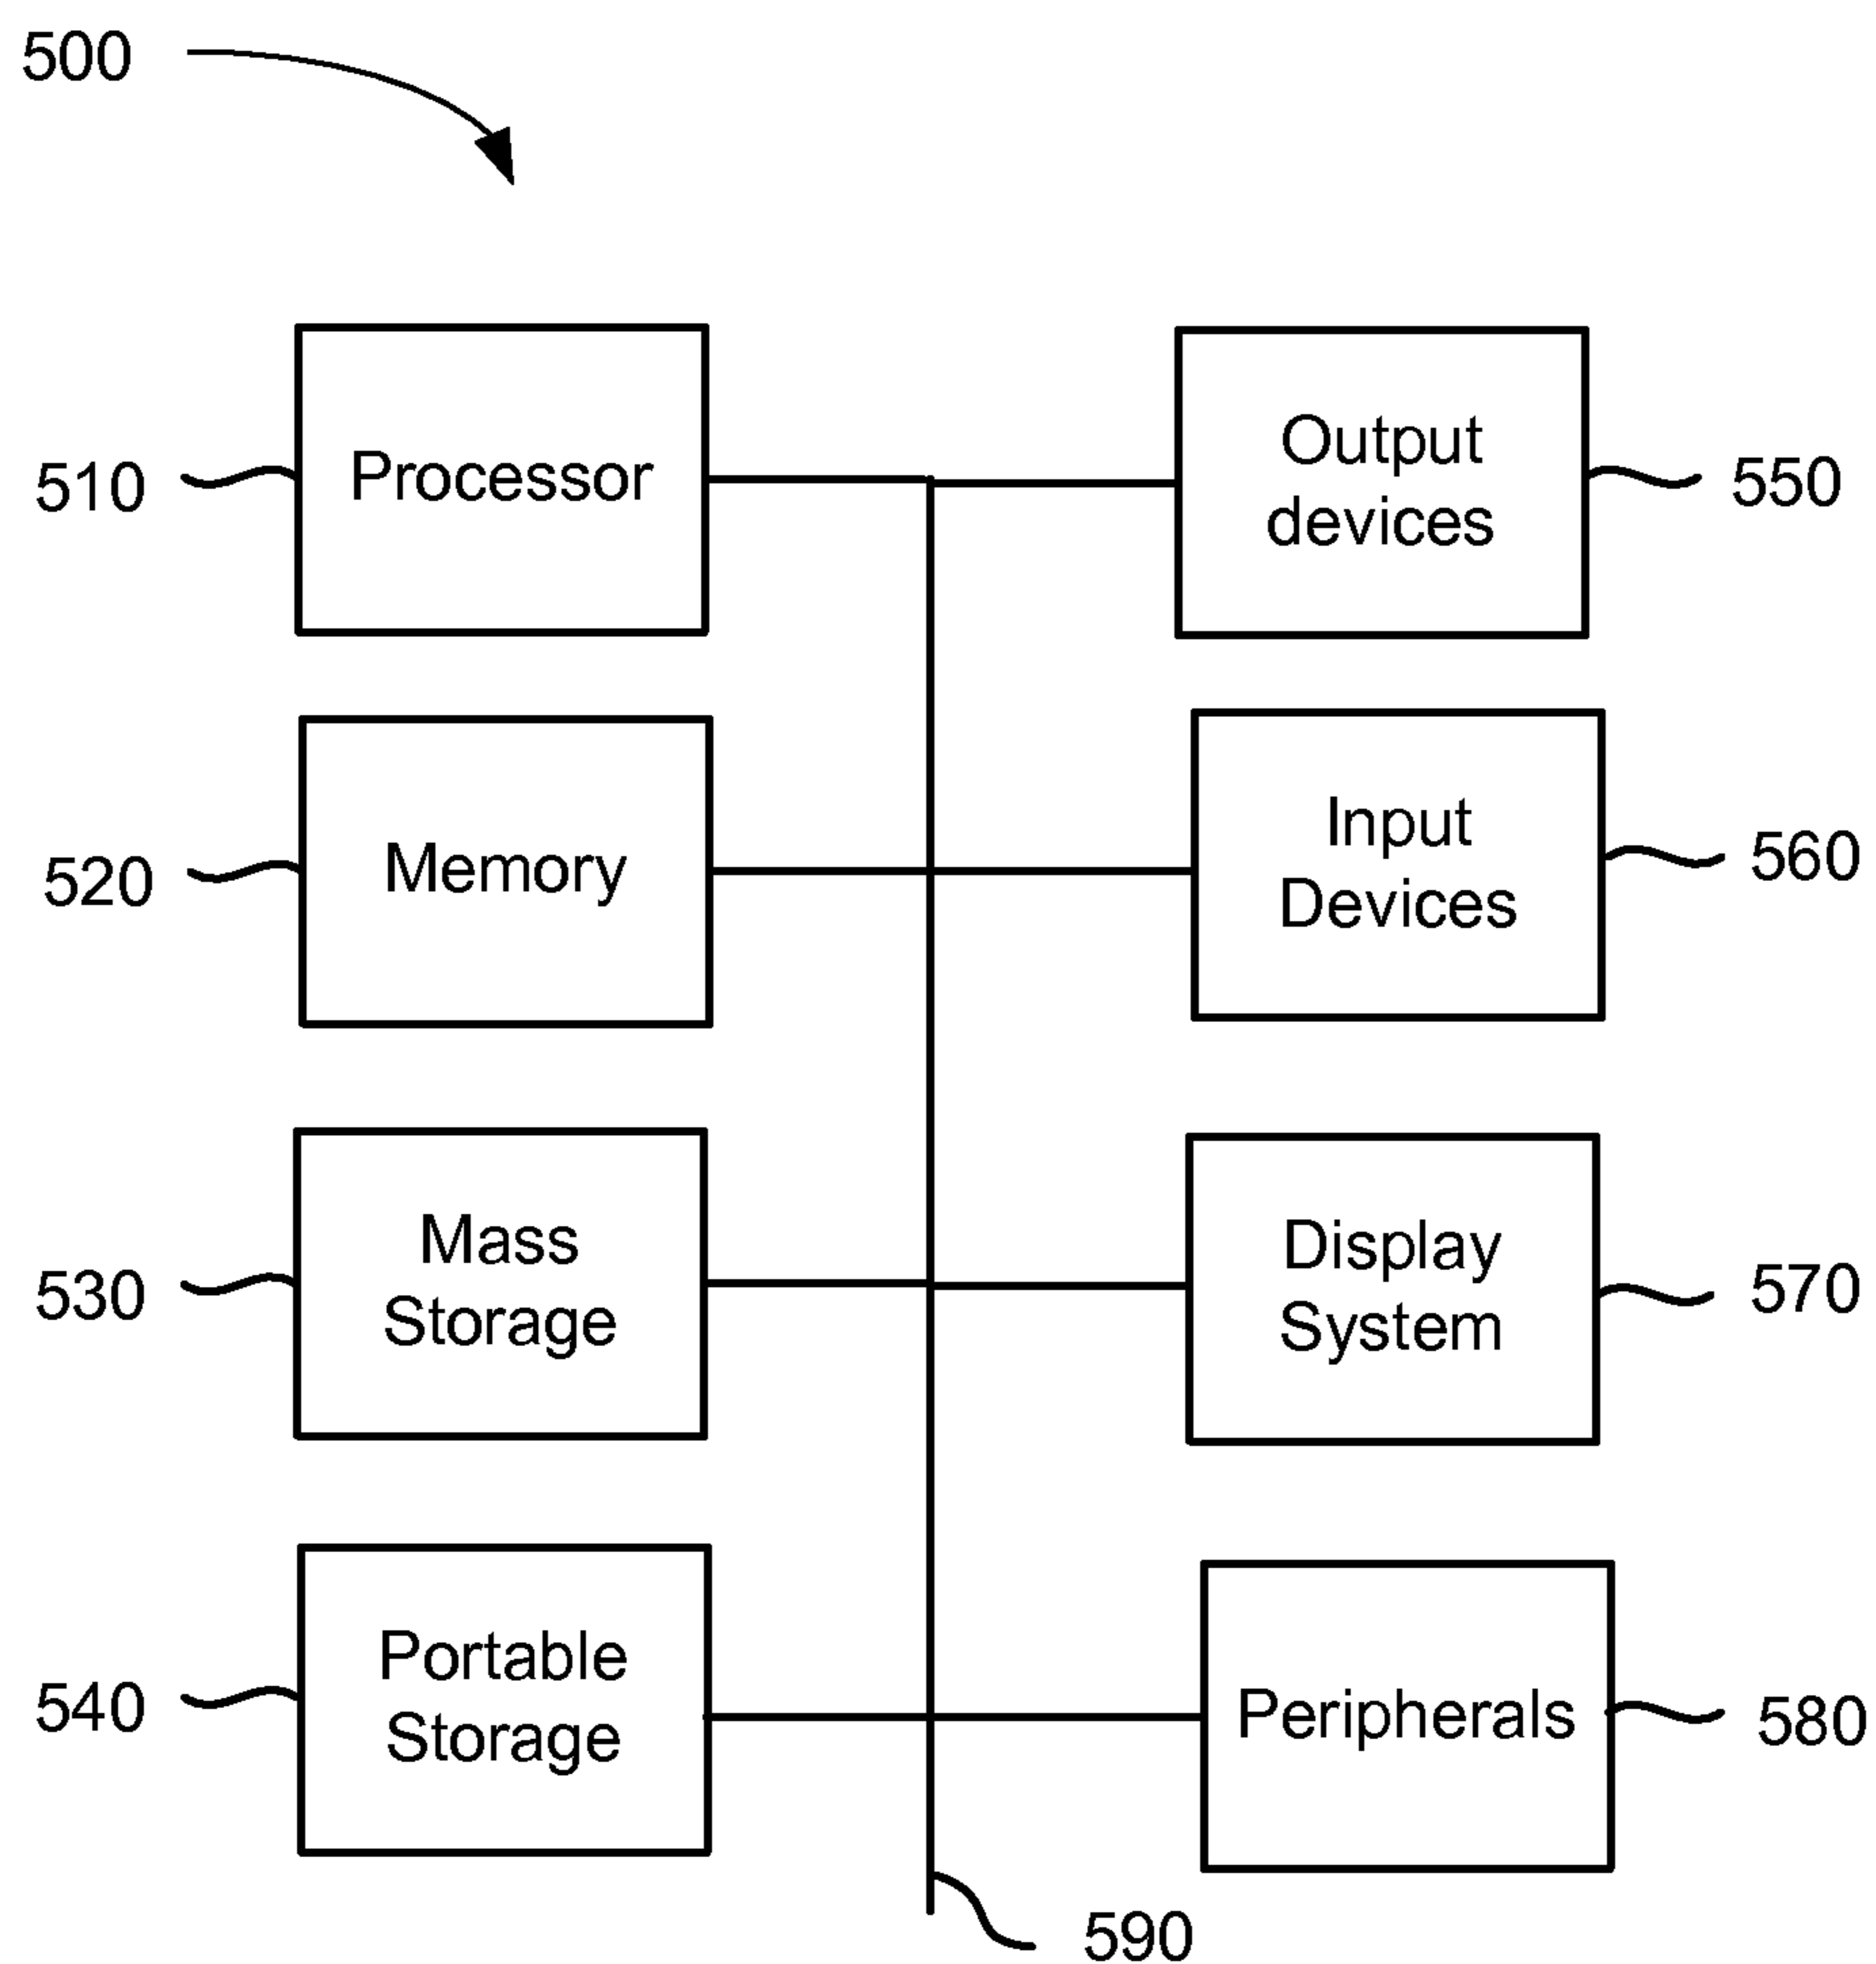 500
510
Processor
Output
devices
550
520
Memory
Input
Devices
560
530
Mass
Storage
Display
System
570
540
Portable
Storage
Peripherals
580
590